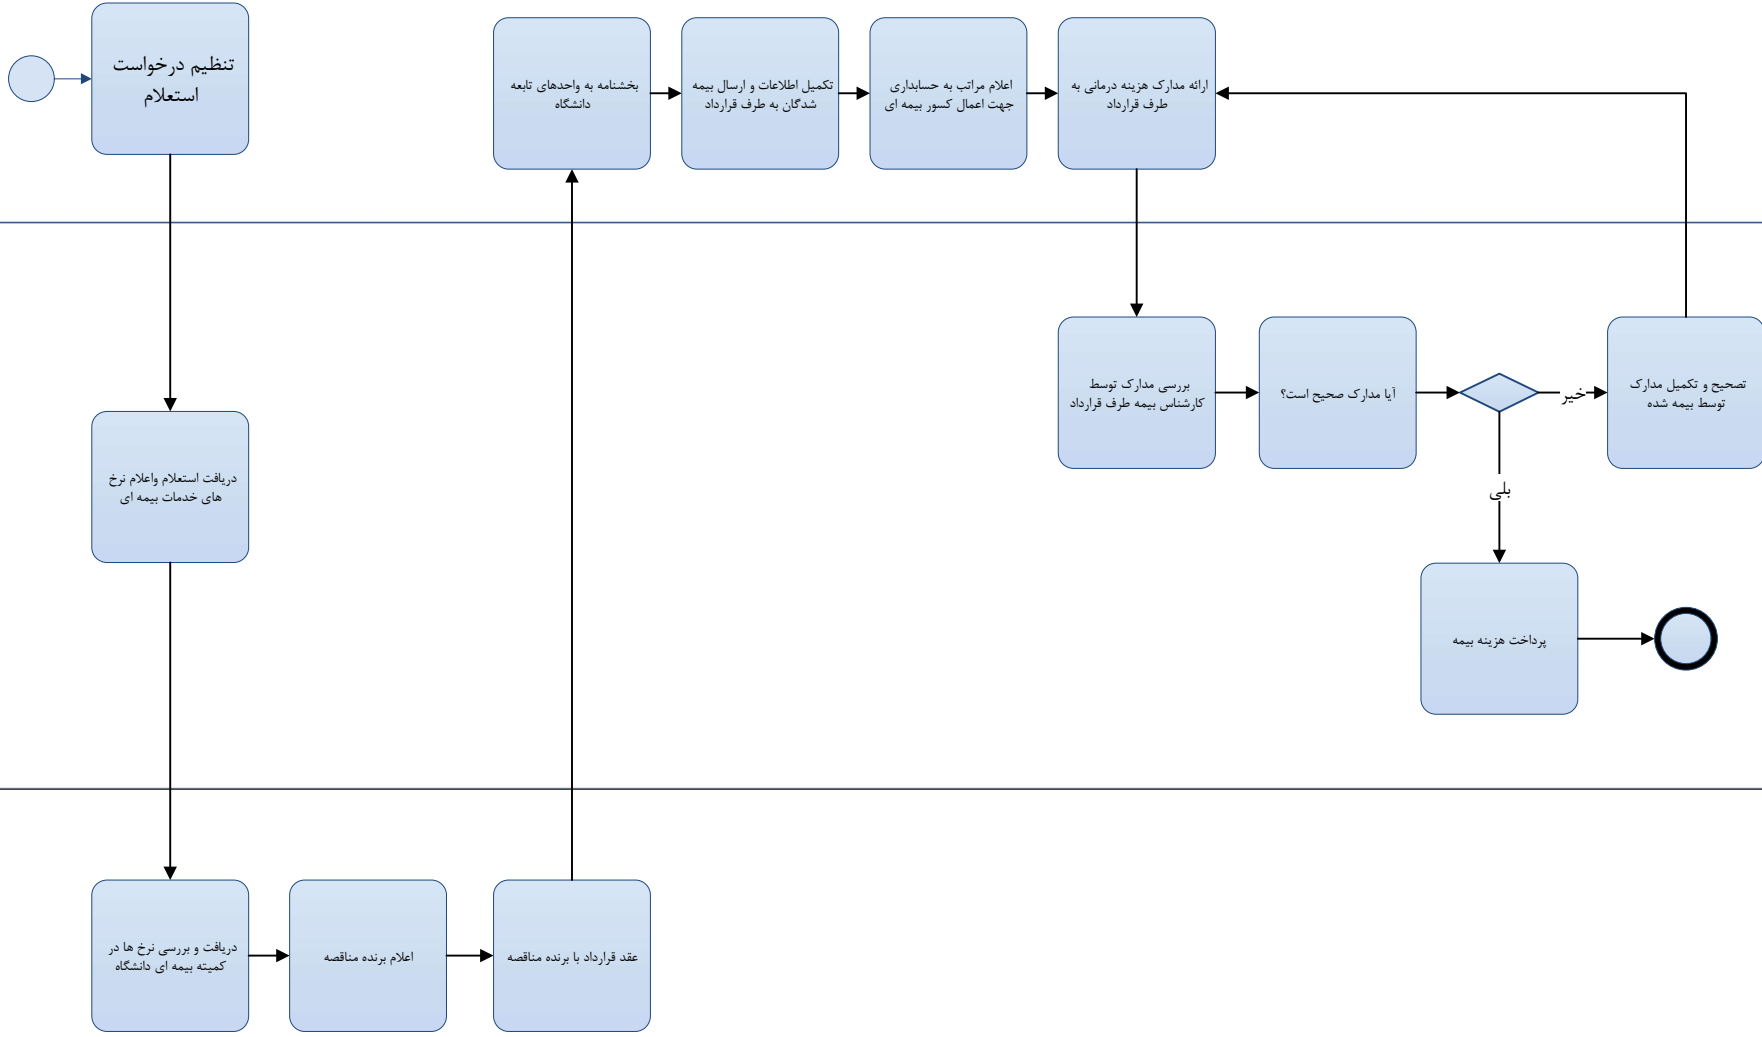 تنظیم درخواست
استعلام
بخشنامه به واحدهای تابعه
دانشگاه
تکمیل اطلاعات و ارسال بیمه
شدگان به طرف قرارداد
اعلام مراتب به حسابداری
جهت اعمال کسور بیمه ای
ارائه مدارک هزینه درمانی به
طرف قرارداد
دریافت استعلام واعلام نرخ
های خدمات بیمه ای
بررسی مدارک توسط
کارشناس بیمه طرف قرارداد
آیا مدارک صحیح است؟
خیر
تصحیح و تکمیل مدارک
توسط بیمه شده
بلی
پرداخت هزینه بیمه
دریافت و بررسی نرخ ها در
کمیته بیمه ای دانشگاه
اعلام برنده مناقصه
عقد قرارداد با برنده مناقصه